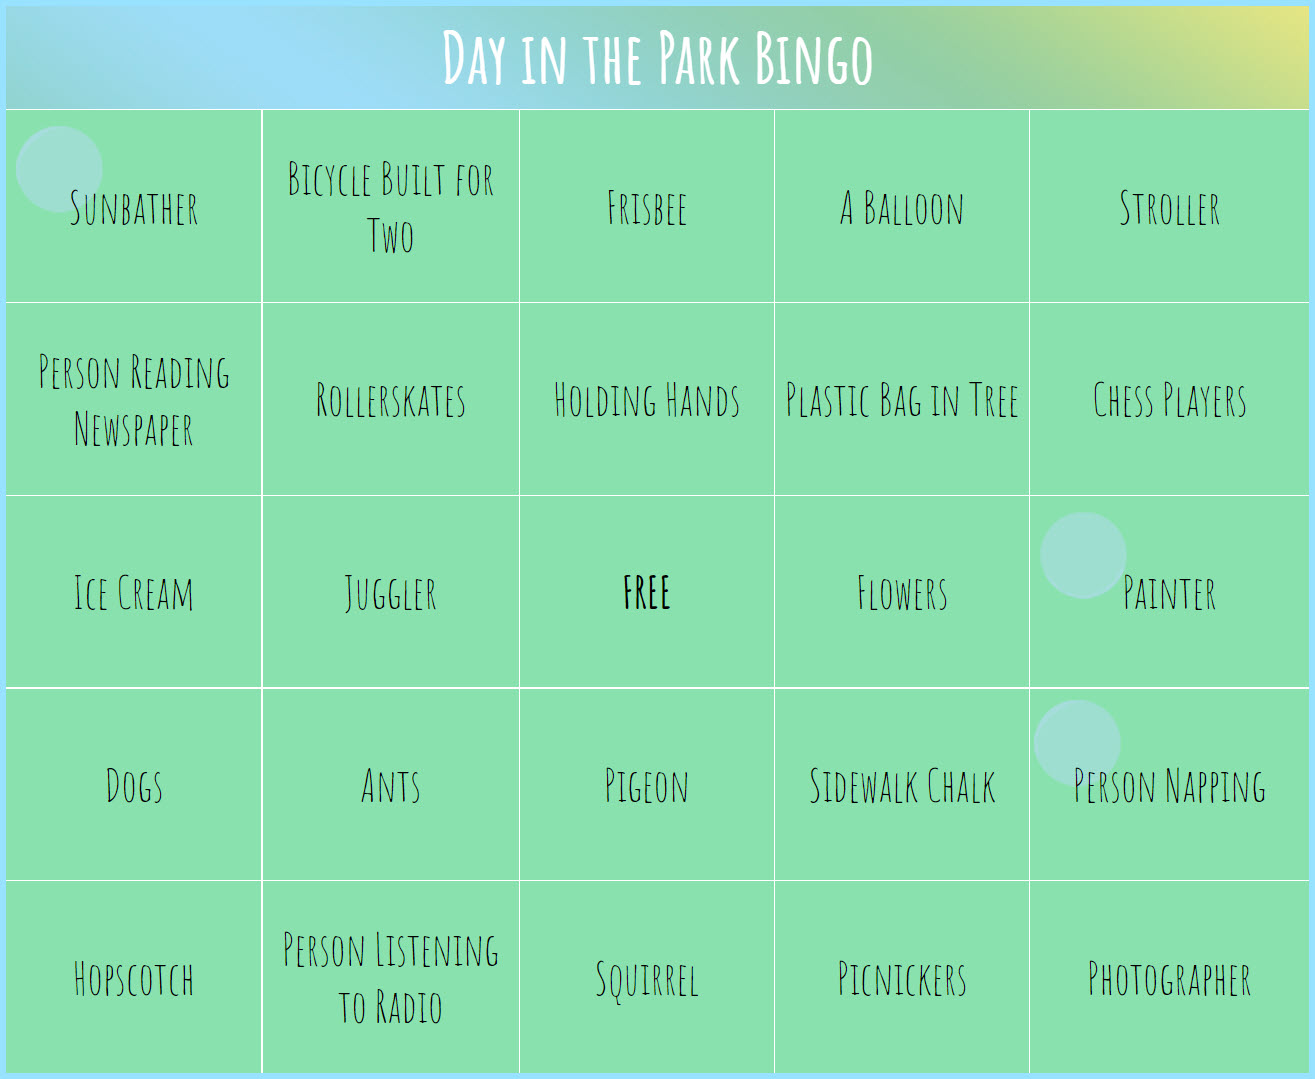 Day in the Park Bingo
Sunbather
Bicycle Built for
Two
Frisbee
A Balloon
Stroller
Person Reading
Newspaper
Rollerskates
Holding Hands
Plastic Bag in Tree
Chess Players
Ice Cream
Juggler
FREE
Flowers
Painter
Dogs
Ants
Pigeon
Sidewalk Chalk
Person Napping
Hopscotch
Person Listening
to Radio
Squirrel
Picnickers
Photographer